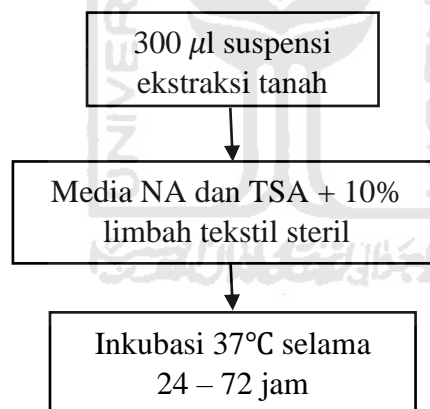 300 μl suspensi
ekstraksi tanah
Media NA dan TSA + 10%
limbah tekstil steril
Inkubasi 37℃ selama
24 – 72 jam